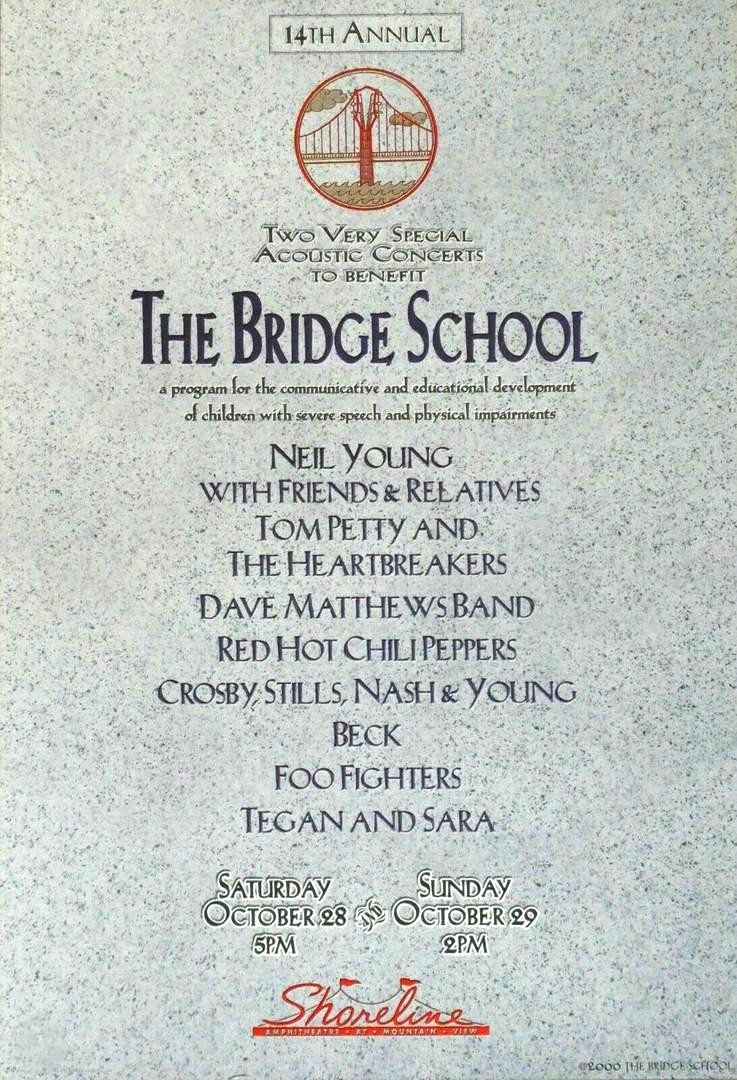 14TH ANNUAL
TWO VERY SPECIAL
ACOUSTIC CONCERTS
TO BENEFIT
THE BRIDGE SCHOOL
a program for the communicative and educational development
of children with severe speech and physical impairments
NEIL YOUNG
WITH FRIENDS & RELATIVES
TOM PETTY AND
THE HEARTBREAKERS
DAVE MATTHEWS BAND
RED HOT CHILI PEPPERS
CROSBY, STILLS, NASH & YOUNG
BECK
FOO FIGHTERS
TEGAN AND SARA
SATURDAY
OCTOBER 28
5PM
AND
SUNDAY
OCTOBER 29
2PM
Shoreline
AMPHITHEATRE • AT • MOUNTAIN • VIEW
©2000 THE BRIDGE SCHOOL